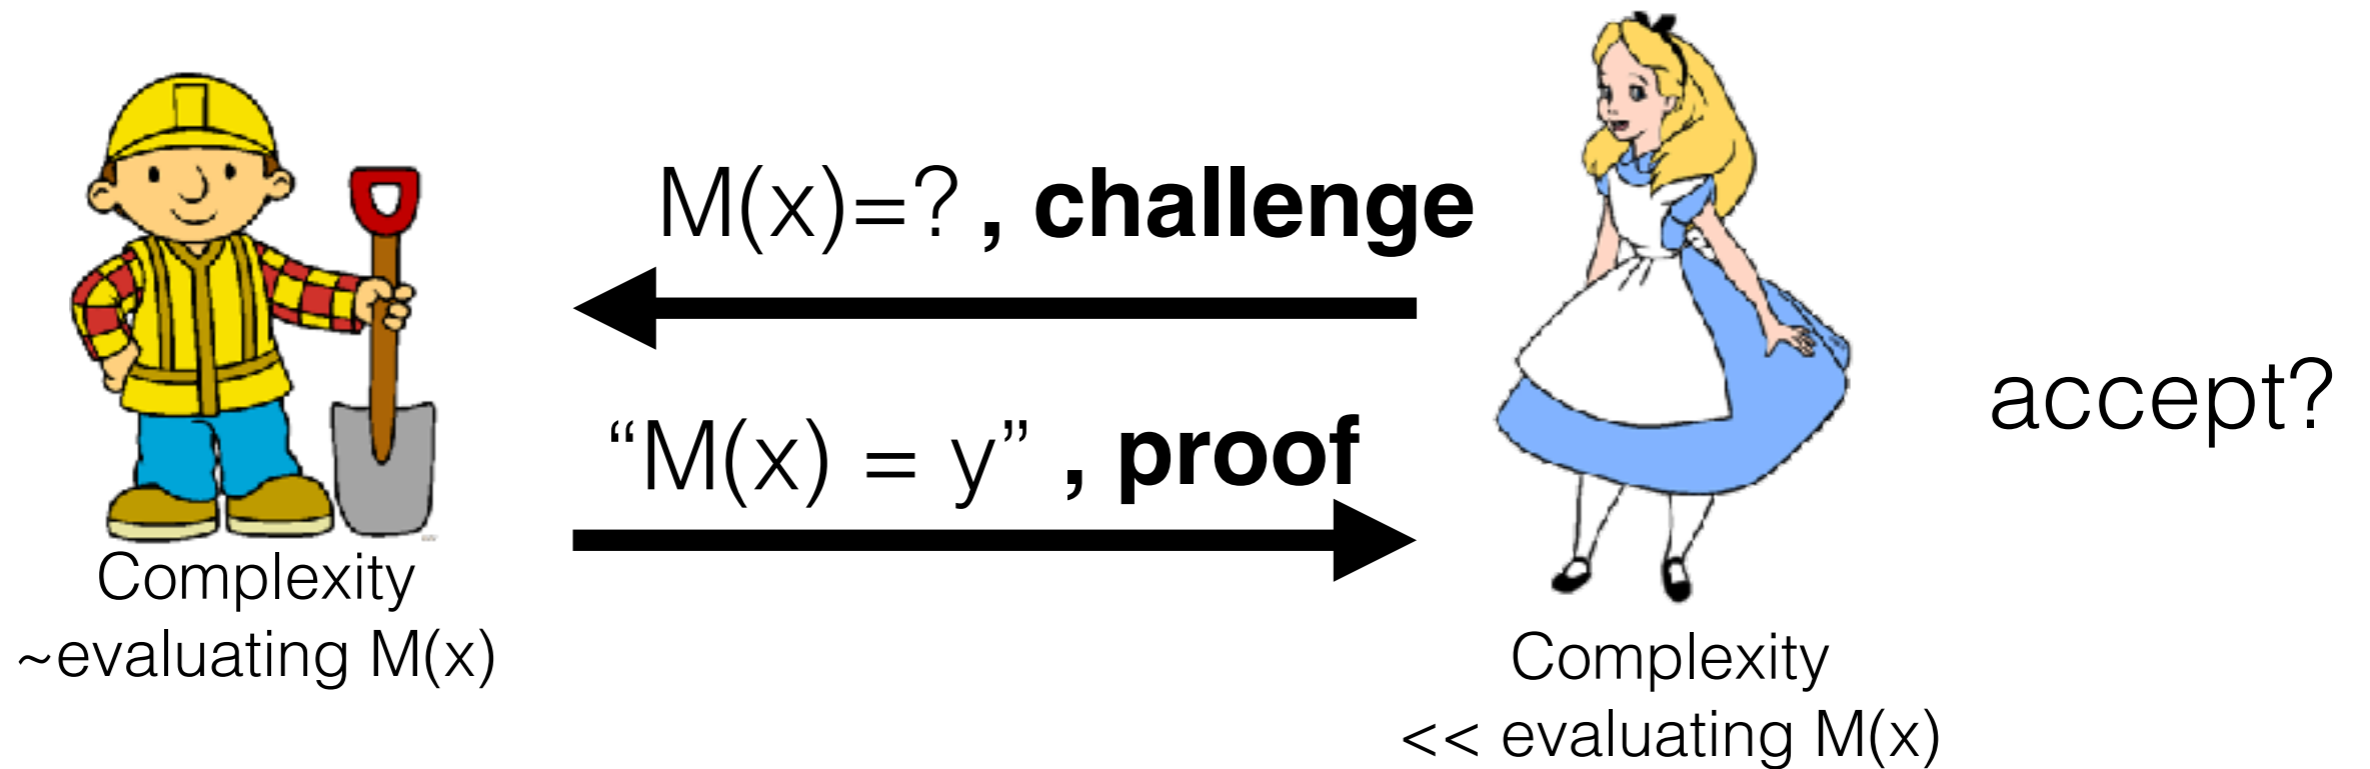 M(x)=? , challenge
“M(x) = y” , proof
accept?
Complexity
~evaluating M(x)
Complexity
<< evaluating M(x)